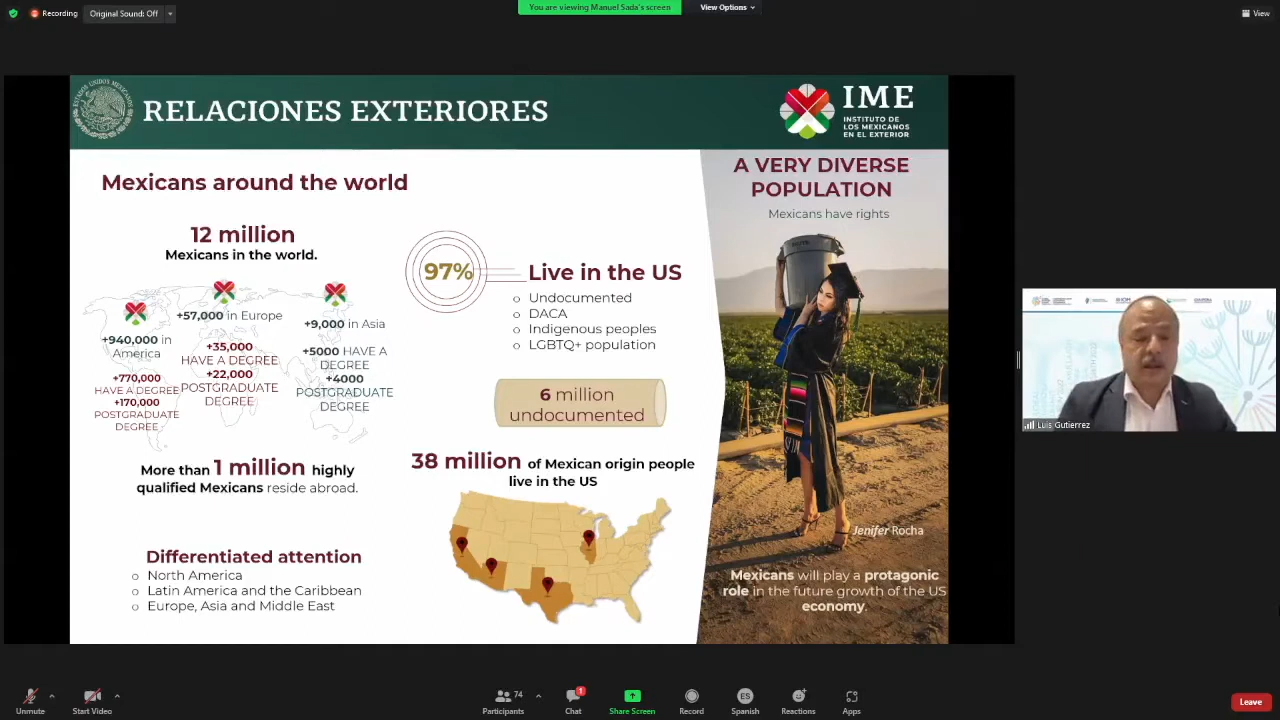 Recording
Original Sound: Off
You are viewing Manuel Sada's screen
View Options
View
RELACIONES EXTERIORES
IME
INSTITUTO DE
LOS MEXICANOS
EN EL EXTERIOR
Mexicans around the world
12 million
Mexicans in the world.
+940,000 in
America
+770,000
HAVE A DEGREE
+170,000
POSTGRADUATE
DEGREE
+57,000 in Europe
+35,000
HAVE A DEGREE
+22,000
POSTGRADUATE
DEGREE
+9,000 in Asia
+5000 HAVE A
DEGREE
+4000
POSTGRADUATE
DEGREE
More than 1 million highly
qualified Mexicans reside abroad.
Differentiated attention
North America
Latin America and the Caribbean
Europe, Asia and Middle East
97%
Live in the US
Undocumented
DACA
Indigenous peoples
LGBTQ+ population
6 million
undocumented
38 million of Mexican origin people
live in the US
A VERY DIVERSE
POPULATION
Mexicans have rights
Jenifer Rocha
Mexicans will play a protagonic
role in the future growth of the US
economy.
Luis Gutierrez
Unmute
Start Video
74
Participants
1
Chat
Share Screen
Record
ES
Spanish
Reactions
Apps
Leave